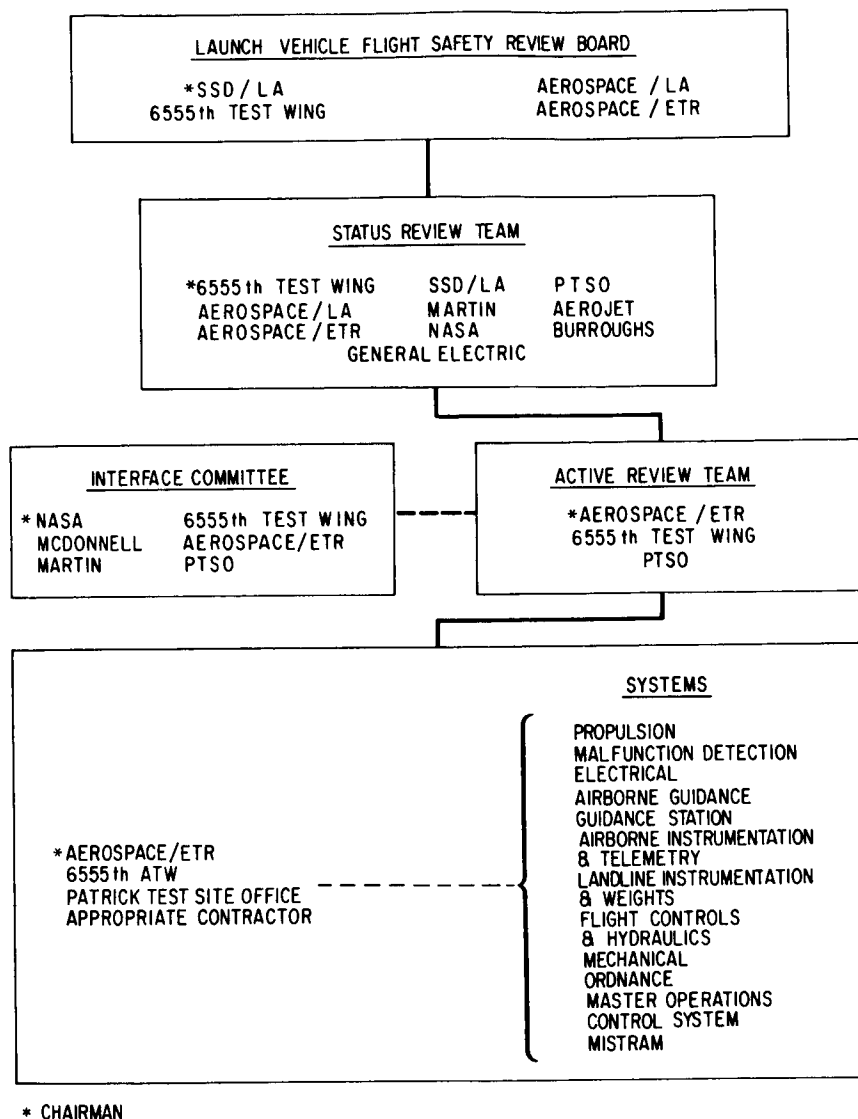 LAUNCH VEHICLE FLIGHT SAFETY REVIEW BOARD
*SSD/LA AEROSPACE/LA
6555th TEST WING AEROSPACE/ETR
STATUS REVIEW TEAM
*6555th TEST WING SSD/LA PTSO
AEROSPACE/LA MARTIN AEROJET
AEROSPACE/ETR NASA BURROUGHS
GENERAL ELECTRIC
INTERFACE COMMITTEE
*NASA 6555th TEST WING
MCDONNELL AEROSPACE/ETR
MARTIN PTSO
ACTIVE REVIEW TEAM
*AEROSPACE/ETR
6555th TEST WING
PTSO
SYSTEMS
PROPULSION
MALFUNCTION DETECTION
ELECTRICAL
AIRBORNE GUIDANCE
GUIDANCE STATION
AIRBORNE INSTRUMENTATION
& TELEMETRY
LANDLINE INSTRUMENTATION
& WEIGHTS
FLIGHT CONTROLS
& HYDRAULICS
MECHANICAL
ORDNANCE
MASTER OPERATIONS
CONTROL SYSTEM
MISTRAM
*AEROSPACE/ETR
6555th ATW
PATRICK TEST SITE OFFICE
APPROPRIATE CONTRACTOR
* CHAIRMAN